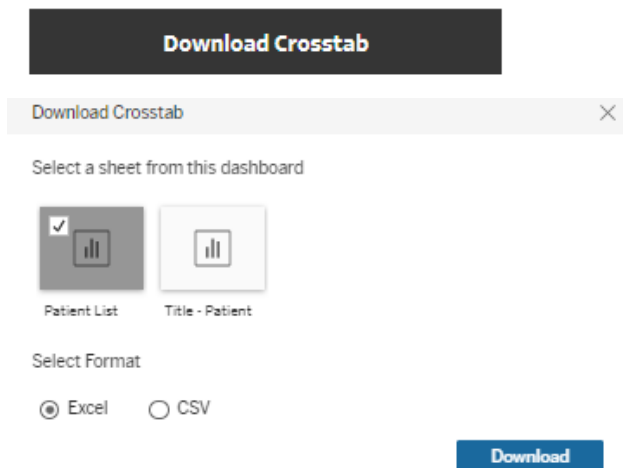 Download Crosstab
Download Crosstab
Select a sheet from this dashboard
Patient List
Title - Patient
Select Format
Excel
CSV
Download